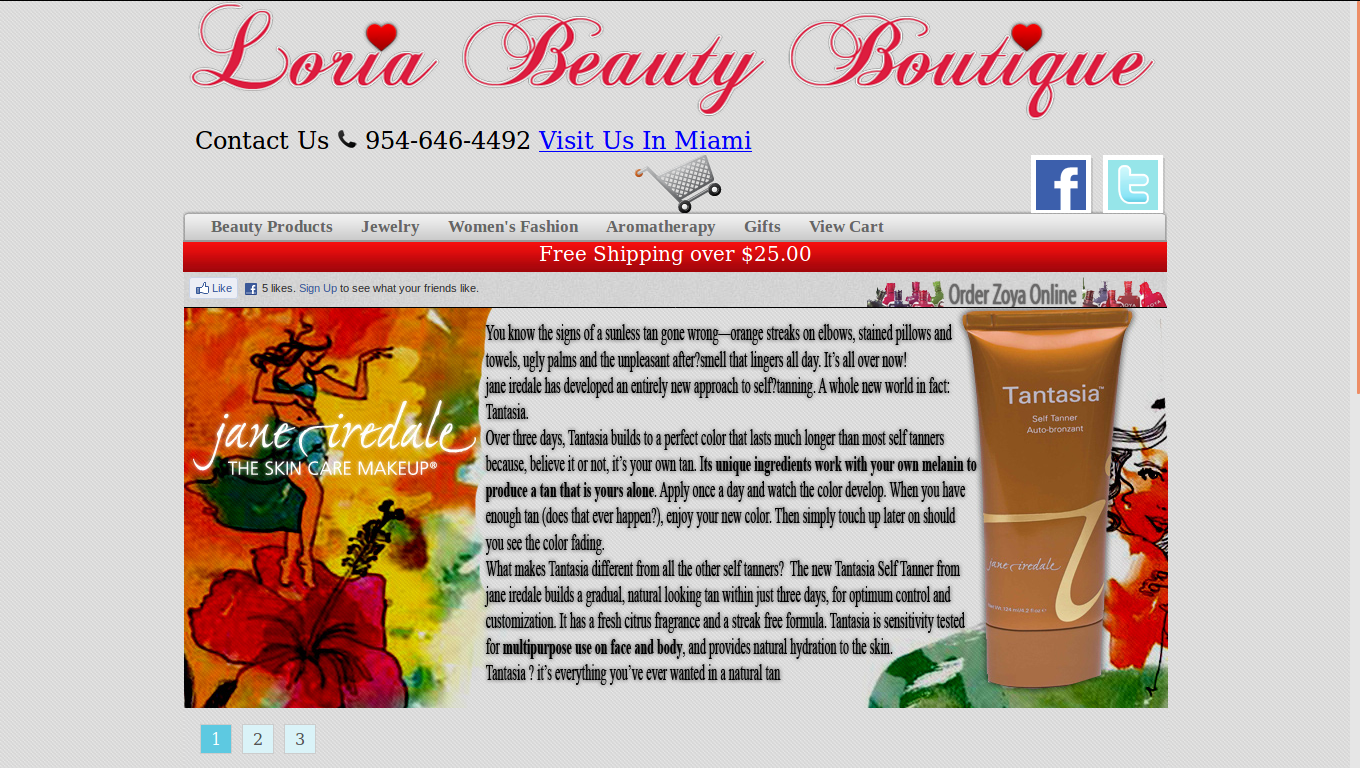 Loria Beauty Boutique
Contact Us 954-646-4492 Visit Us In Miami
Beauty Products Jewelry Women's Fashion Aromatherapy Gifts View Cart
Free Shipping over $25.00
Like 5 likes. Sign Up to see what your friends like.
Order Zoya Online
You know the signs of a sunless tan gone wrong—orange streaks on elbows, stained pillows and
towels, ugly palms and the unpleasant after?smell that lingers all day. It's all over now!
jane iredale has developed an entirely new approach to self?tanning. A whole new world in fact:
Tantasia.
Over three days, Tantasia builds to a perfect color that lasts much longer than most self tanners
because, believe it or not, it's your own tan. Its unique ingredients work with your own melanin to
produce a tan that is yours alone. Apply once a day and watch the color develop. When you have
enough tan (does that ever happen?), enjoy your new color. Then simply touch up later on should
you see the color fading.
What makes Tantasia different from all the other self tanners? The new Tantasia Self Tanner from
jane iredale builds a gradual, natural looking tan within just three days, for optimum control and
customization. It has a fresh citrus fragrance and a streak free formula. Tantasia is sensitivity tested
for multipurpose use on face and body, and provides natural hydration to the skin.
Tantasia ? it's everything you've ever wanted in a natural tan
jane iredale
THE SKIN CARE MAKEUP®
Tantasia™
Self Tanner
Auto-bronzant
jane iredale
1 2 3